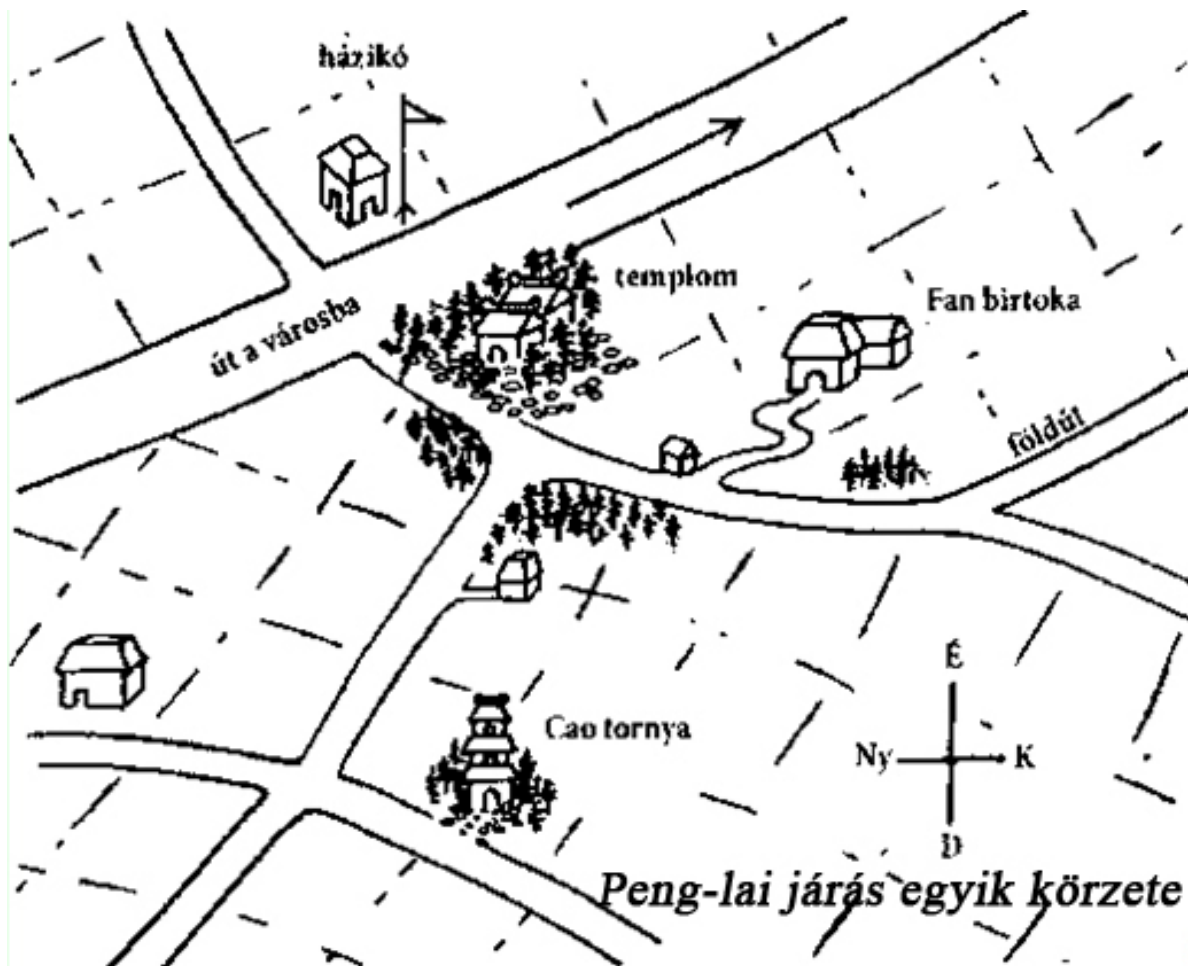 házikó
templom
Fan birtoka
út a városba
földút
É
Cao tornya
Ny
K
D
Peng-lai járás egyik körzete